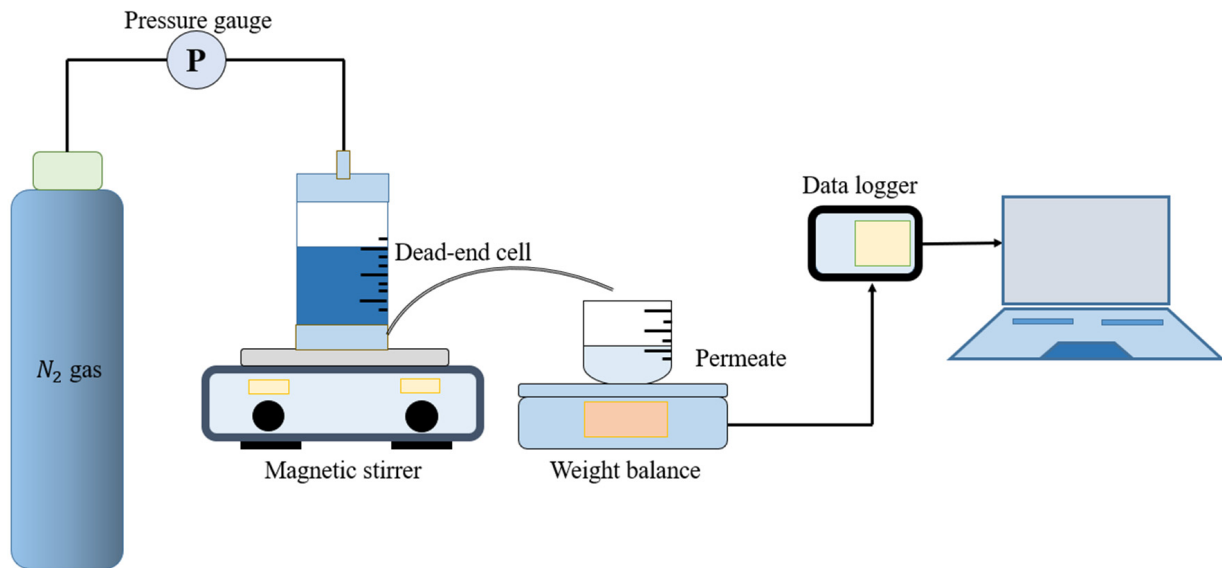 Pressure gauge
P
Data logger
Dead-end cell
Permeate
N₂ gas
Magnetic stirrer
Weight balance